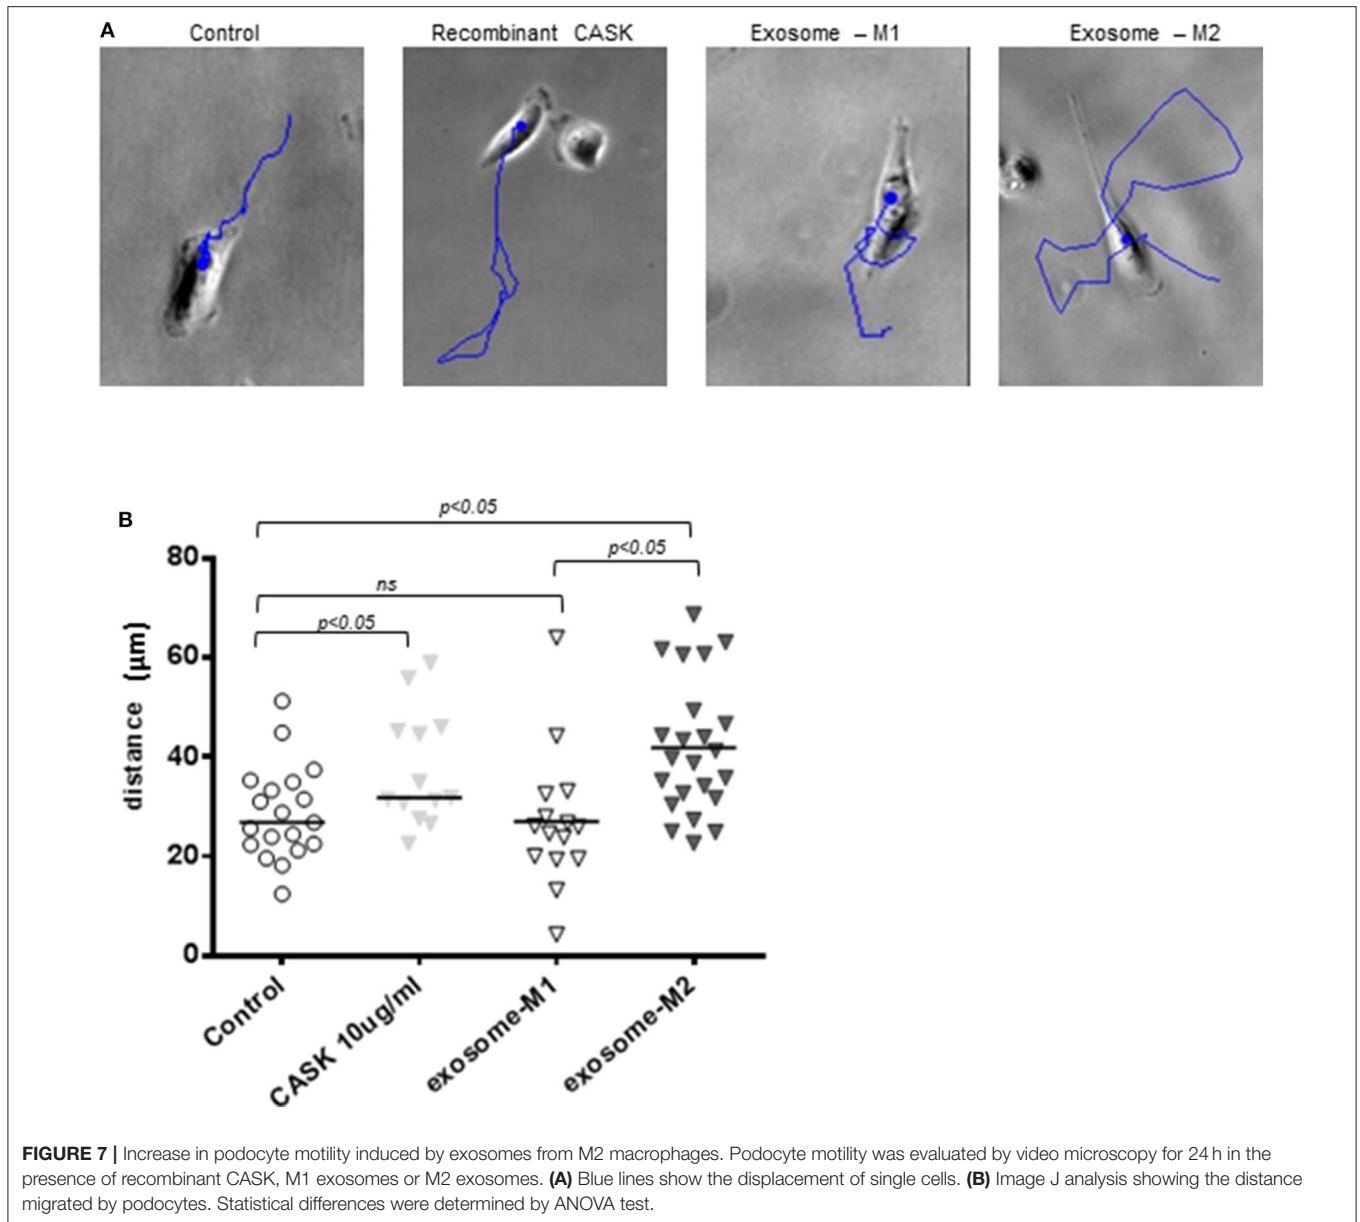 A
Control
Recombinant CASK
Exosome – M1
Exosome – M2
B
p<0.05
p<0.05
ns
p<0.05
80
60
40
20
0
distance (µm)
Control
CASK 10ug/ml
exosome-M1
exosome-M2
FIGURE 7 | Increase in podocyte motility induced by exosomes from M2 macrophages. Podocyte motility was evaluated by video microscopy for 24 h in the
presence of recombinant CASK, M1 exosomes or M2 exosomes. (A) Blue lines show the displacement of single cells. (B) Image J analysis showing the distance
migrated by podocytes. Statistical differences were determined by ANOVA test.